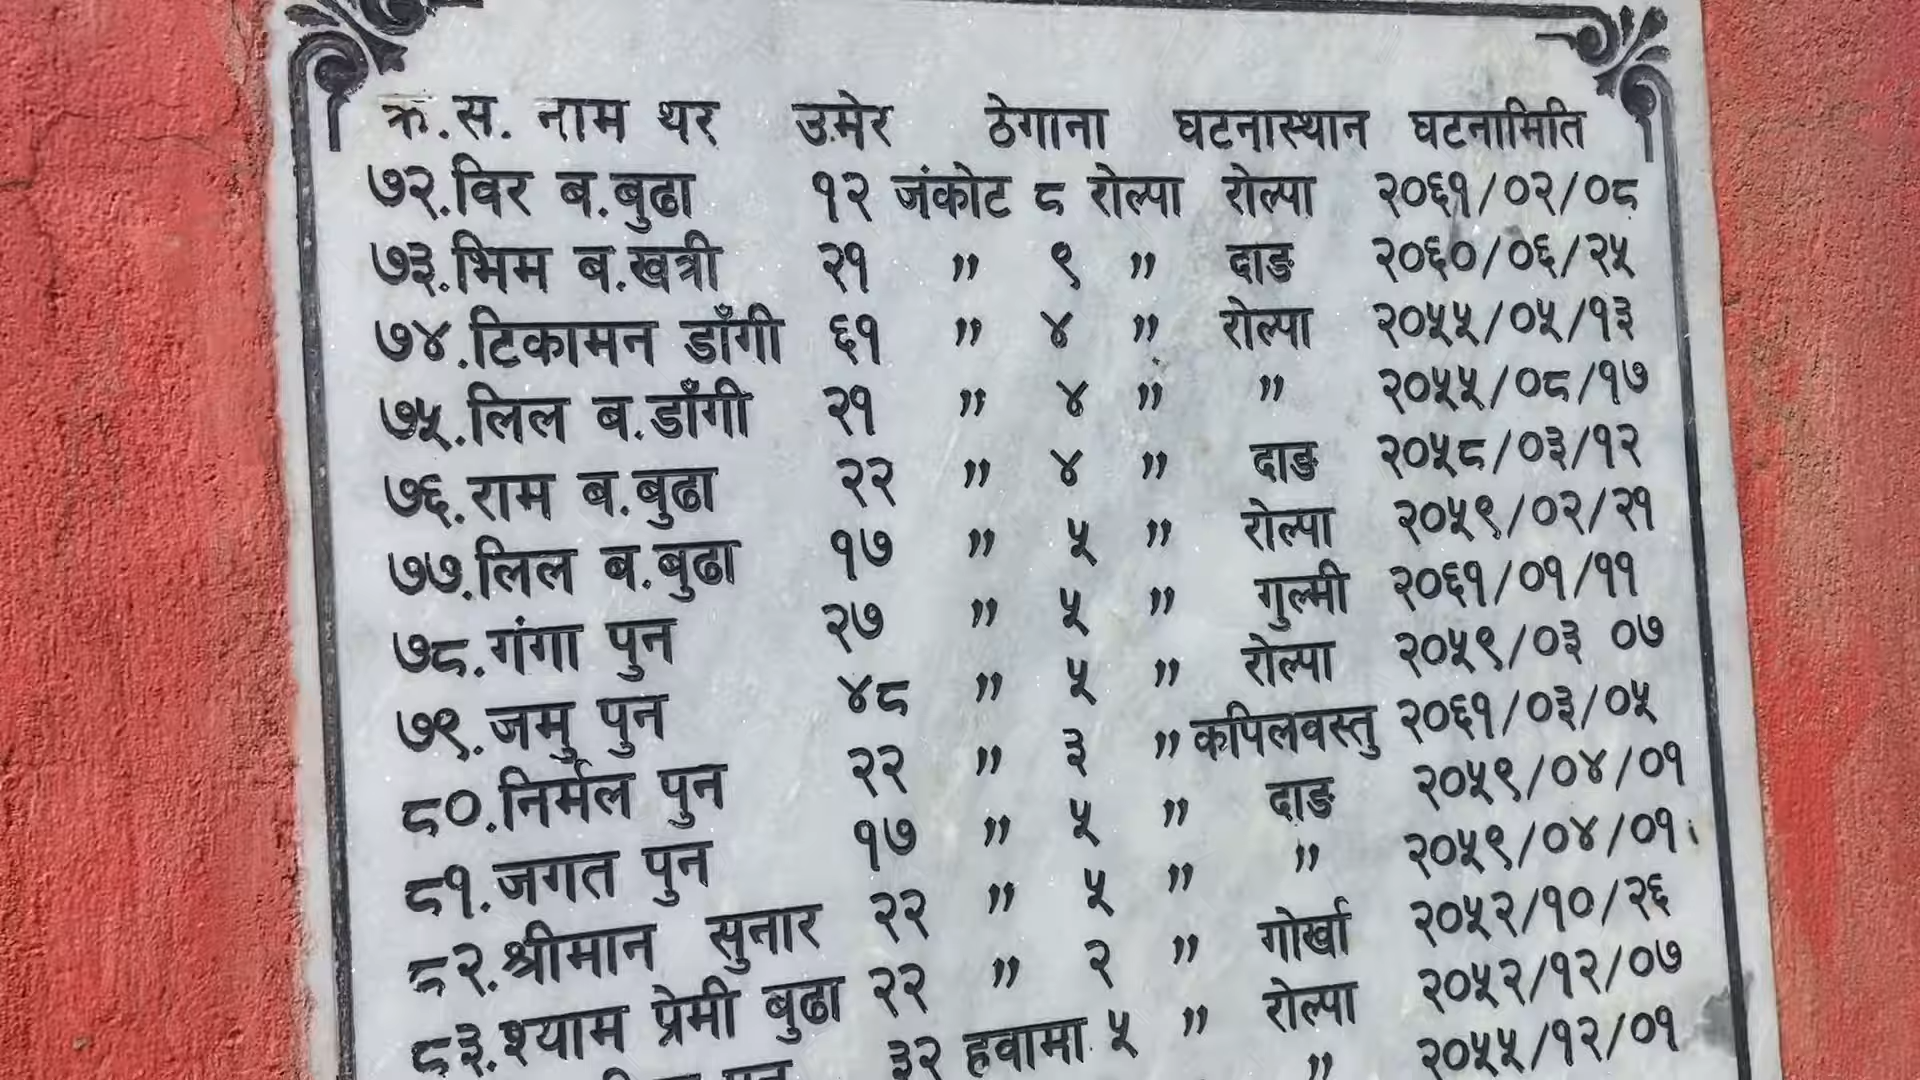 क्र.स. नाम थर उमेर ठेगाना घटनास्थान घटनामिति
७२.विर ब.बुढा १२ जंकोट ८ रोल्पा रोल्पा २०६१/०२/०८
७३.भिम ब.खत्री २१ " ९ " दाङ २०६०/०६/२५
७४.टिकामन डाँगी ६१ " ४ " रोल्पा २०५५/०५/१३
७५.लिल ब.डाँगी २१ " ४ " " २०५५/०८/१७
७६.राम ब.बुढा २२ " ४ " दाङ २०५८/०३/१२
७७.लिल ब.बुढा १७ " ५ " रोल्पा २०५९/०२/२१
७८.गंगा पुन २७ " ५ " गुल्मी २०६१/०१/११
७९.जमु पुन ४८ " ५ " रोल्पा २०५९/०३ ०७
८०.निर्मल पुन २२ " ३ " कपिलवस्तु २०६१/०३/०५
८१.जगत पुन १७ " ५ " दाङ २०५९/०४/०१
८२.श्रीमान सुनार २२ " ५ " " २०५९/०४/०१
८३.श्याम प्रेमी बुढा २२ " २ " गोर्खा २०५२/१०/२६
पुन ३२ हवामा ५ " रोल्पा २०५२/१२/०७
" २०५५/१२/०१